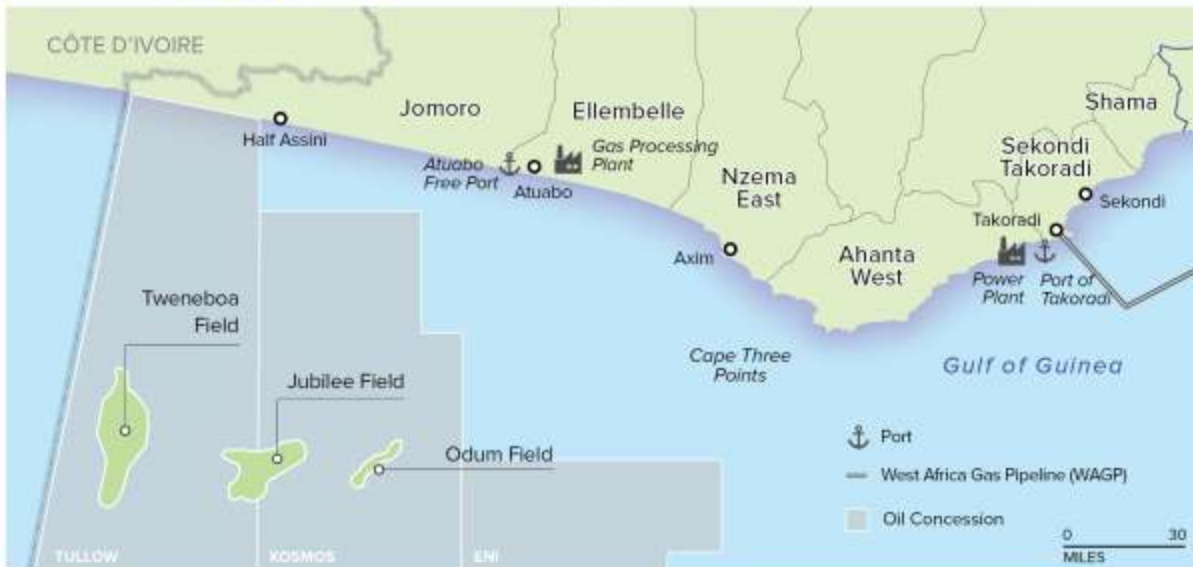 CÔTE D'IVOIRE
Jomoro
Ellembelle
Shama
Half Assini
Atuabo
Free Port
Atuabo
Gas Processing
Plant
Nzema
East
Sekondi
Takoradi
Sekondi
Takoradi
Axim
Ahanta
West
Power
Plant
Port of
Takoradi
Tweneboa
Field
Cape Three
Points
Gulf of Guinea
Jubilee Field
Odum Field
Port
West Africa Gas Pipeline (WAGP)
Oil Concession
0 30
MILES
TULLOW
KOSMOS
ENI